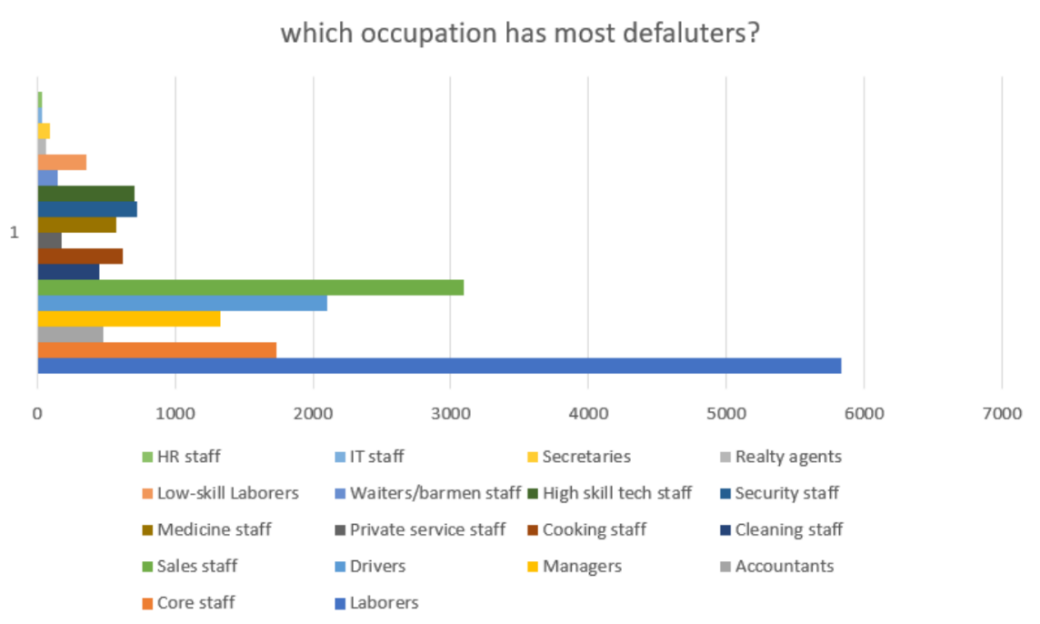 which occupation has most defaluters?
1
0 1000 2000 3000 4000 5000 6000 7000
HR staff IT staff Secretaries Realty agents
Low-skill Laborers Waiters/barmen staff High skill tech staff Security staff
Medicine staff Private service staff Cooking staff Cleaning staff
Sales staff Drivers Managers Accountants
Core staff Laborers